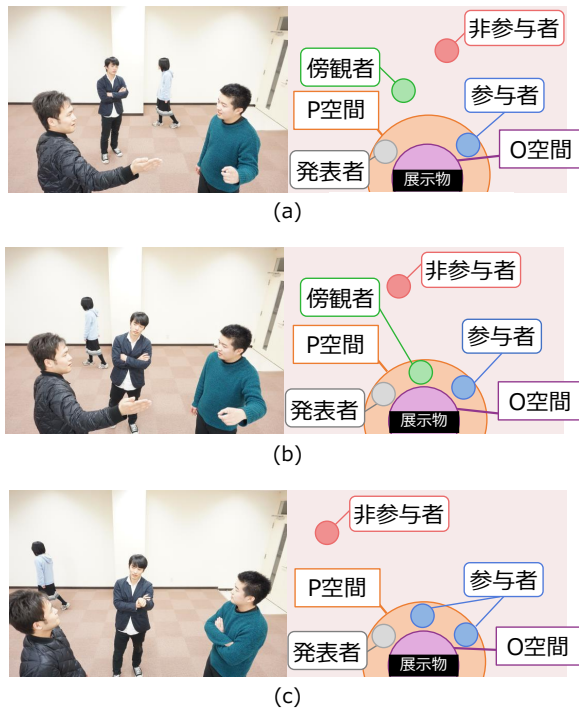 非参与者
傍観者
P空間
参与者
発表者
O空間
展示物
(a)
非参与者
傍観者
P空間
参与者
発表者
O空間
展示物
(b)
非参与者
P空間
参与者
発表者
O空間
展示物
(c)